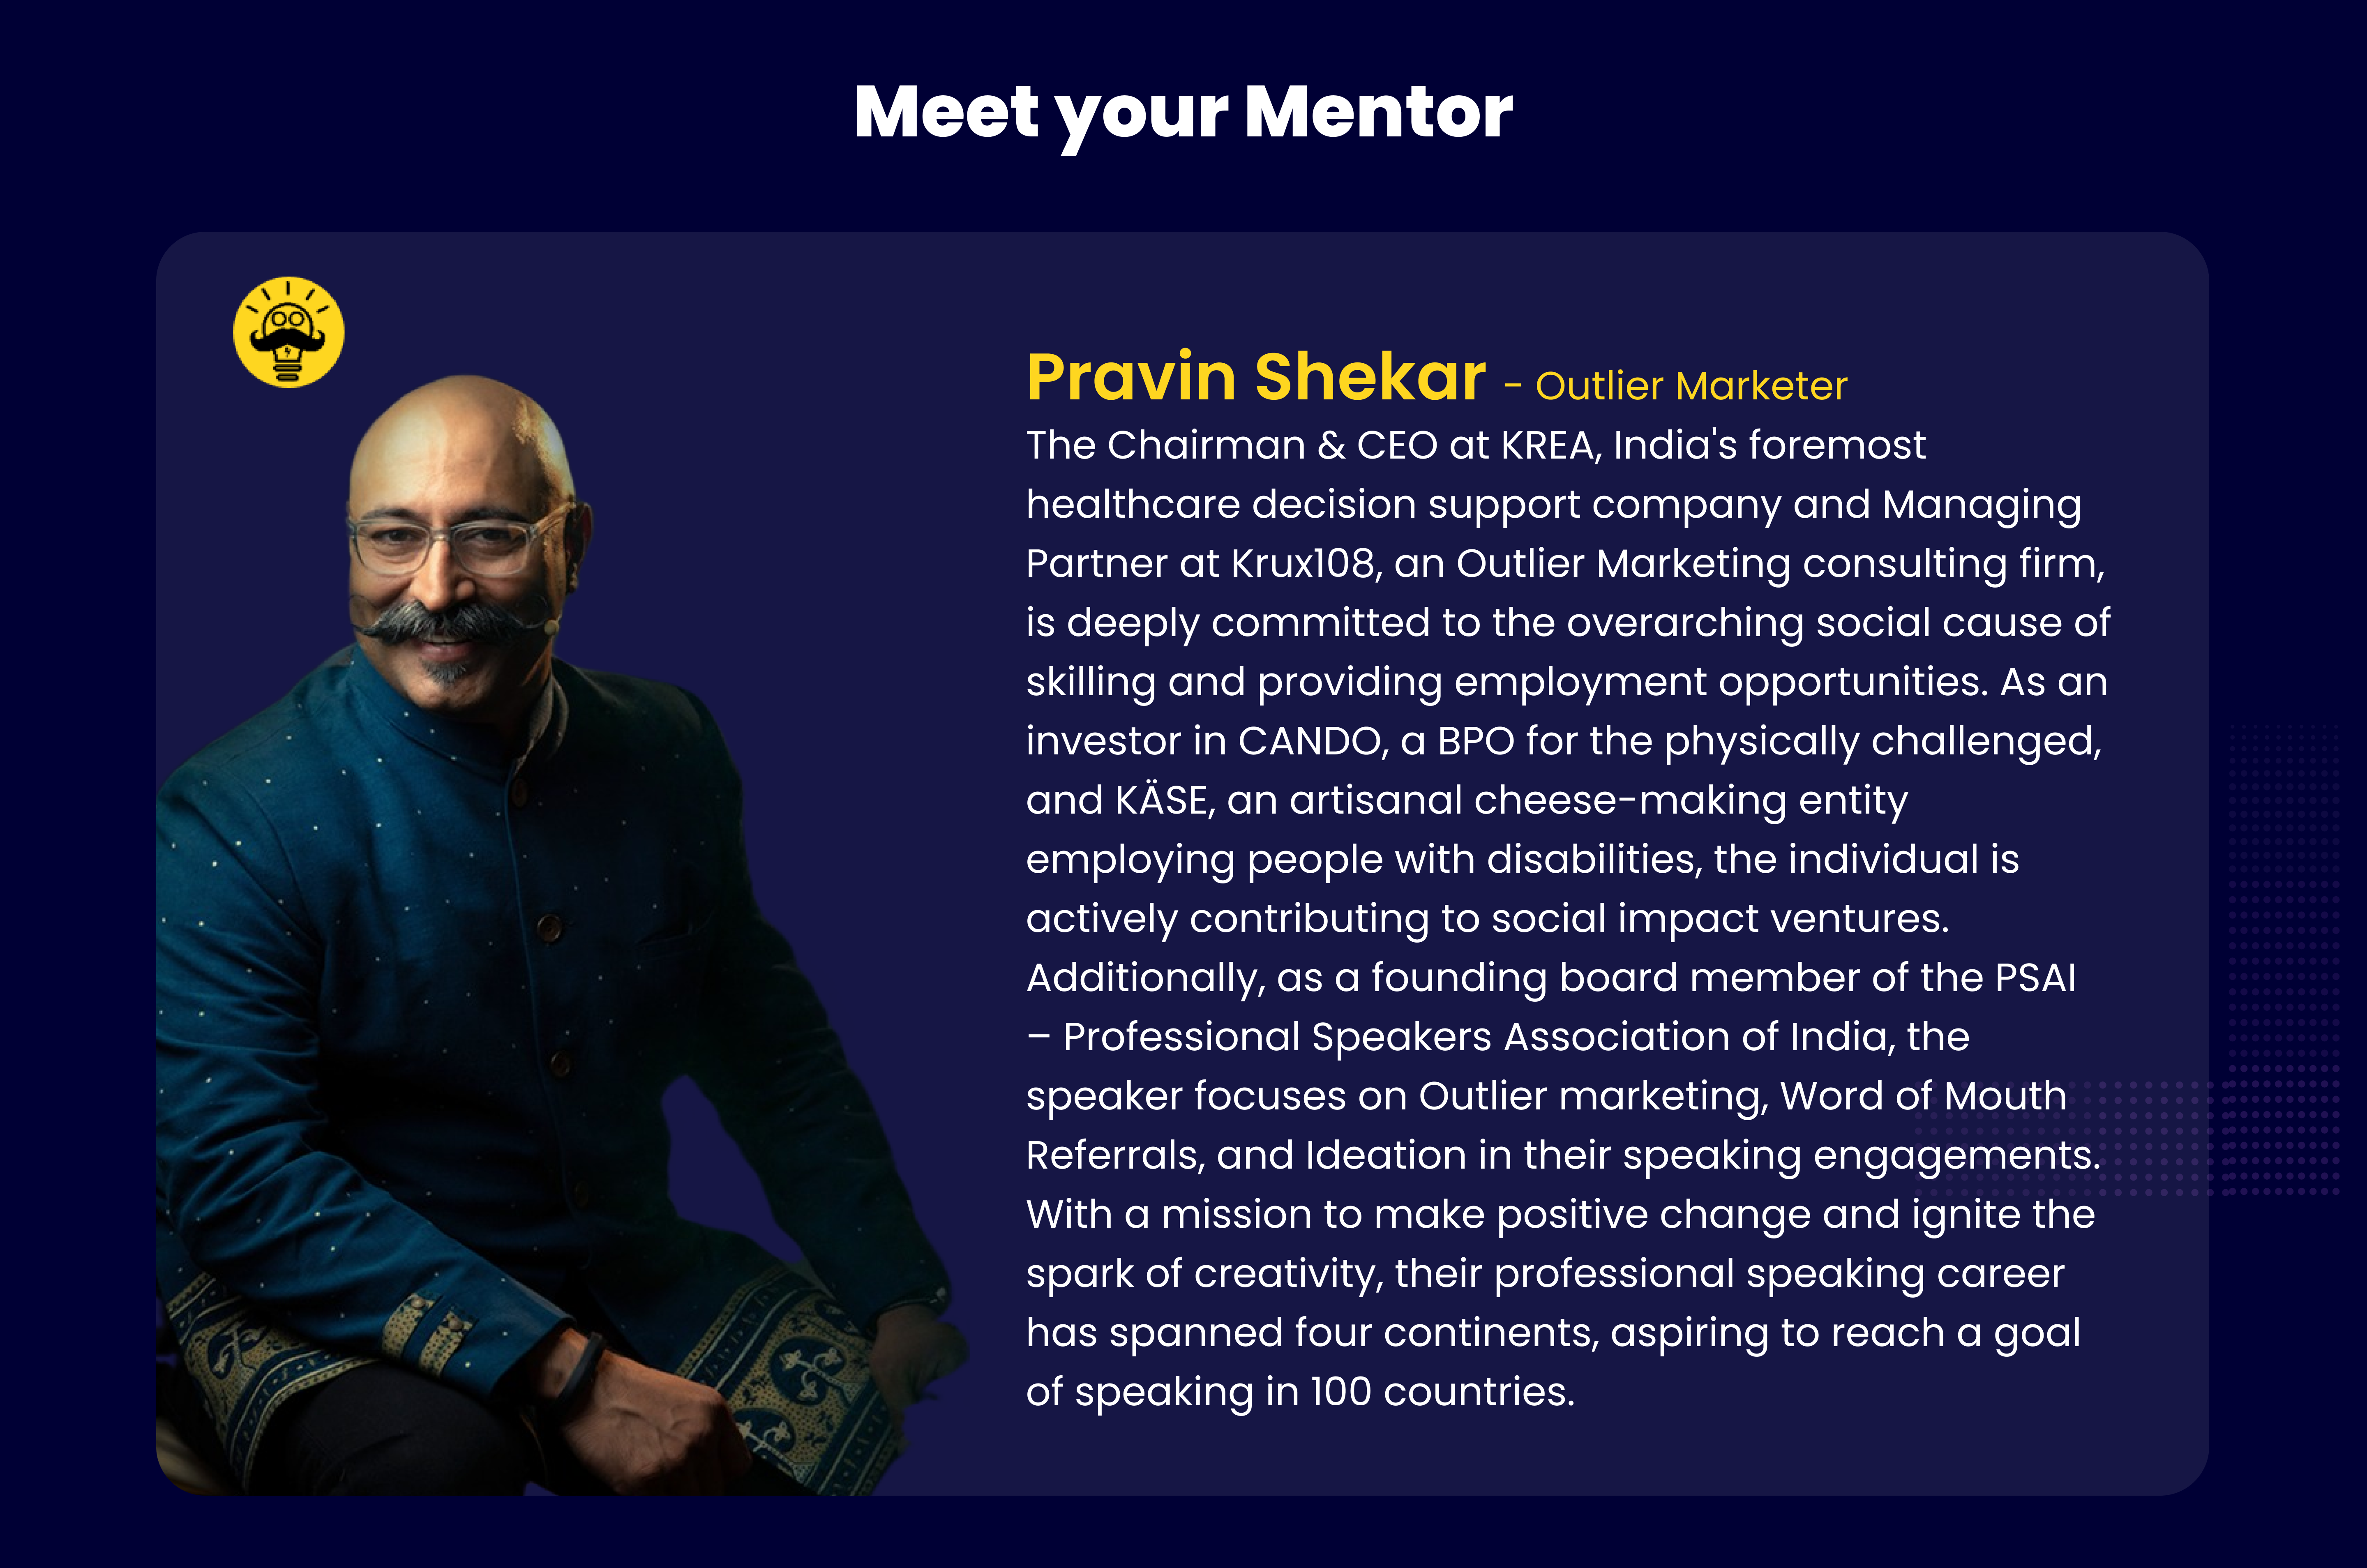 Meet your Mentor
Pravin Shekar - Outlier Marketer
The Chairman & CEO at KREA, India's foremost
healthcare decision support company and Managing
Partner at Krux108, an Outlier Marketing consulting firm,
is deeply committed to the overarching social cause of
skilling and providing employment opportunities. As an
investor in CANDO, a BPO for the physically challenged,
and KÄSE, an artisanal cheese-making entity
employing people with disabilities, the individual is
actively contributing to social impact ventures.
Additionally, as a founding board member of the PSAI
– Professional Speakers Association of India, the
speaker focuses on Outlier marketing, Word of Mouth
Referrals, and Ideation in their speaking engagements.
With a mission to make positive change and ignite the
spark of creativity, their professional speaking career
has spanned four continents, aspiring to reach a goal
of speaking in 100 countries.